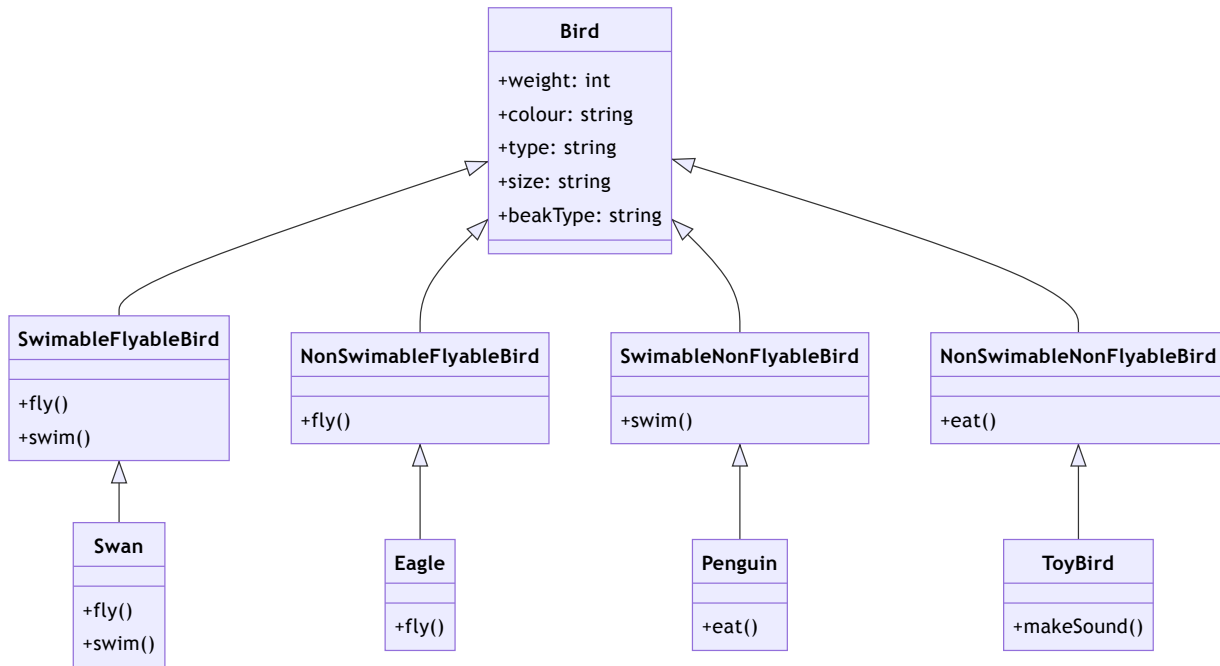 Bird
+weight: int
+colour: string
+type: string
+size: string
+beakType: string
SwimableFlyableBird
+fly()
+swim()
NonSwimableFlyableBird
+fly()
SwimableNonFlyableBird
+swim()
NonSwimableNonFlyableBird
+eat()
Swan
+fly()
+swim()
Eagle
+fly()
Penguin
+eat()
ToyBird
+makeSound()